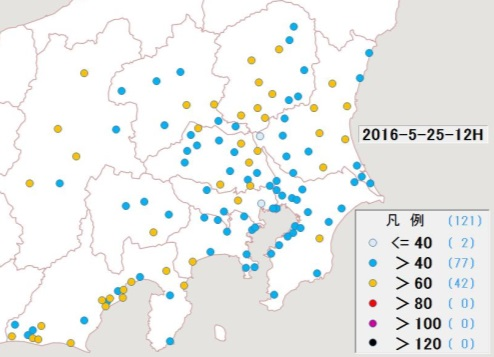 2016-5-25-12H
凡 例 (121)
<= 40 ( 2)
> 40 ( 77)
> 60 ( 42)
> 80 ( 0)
> 100 ( 0)
> 120 ( 0)